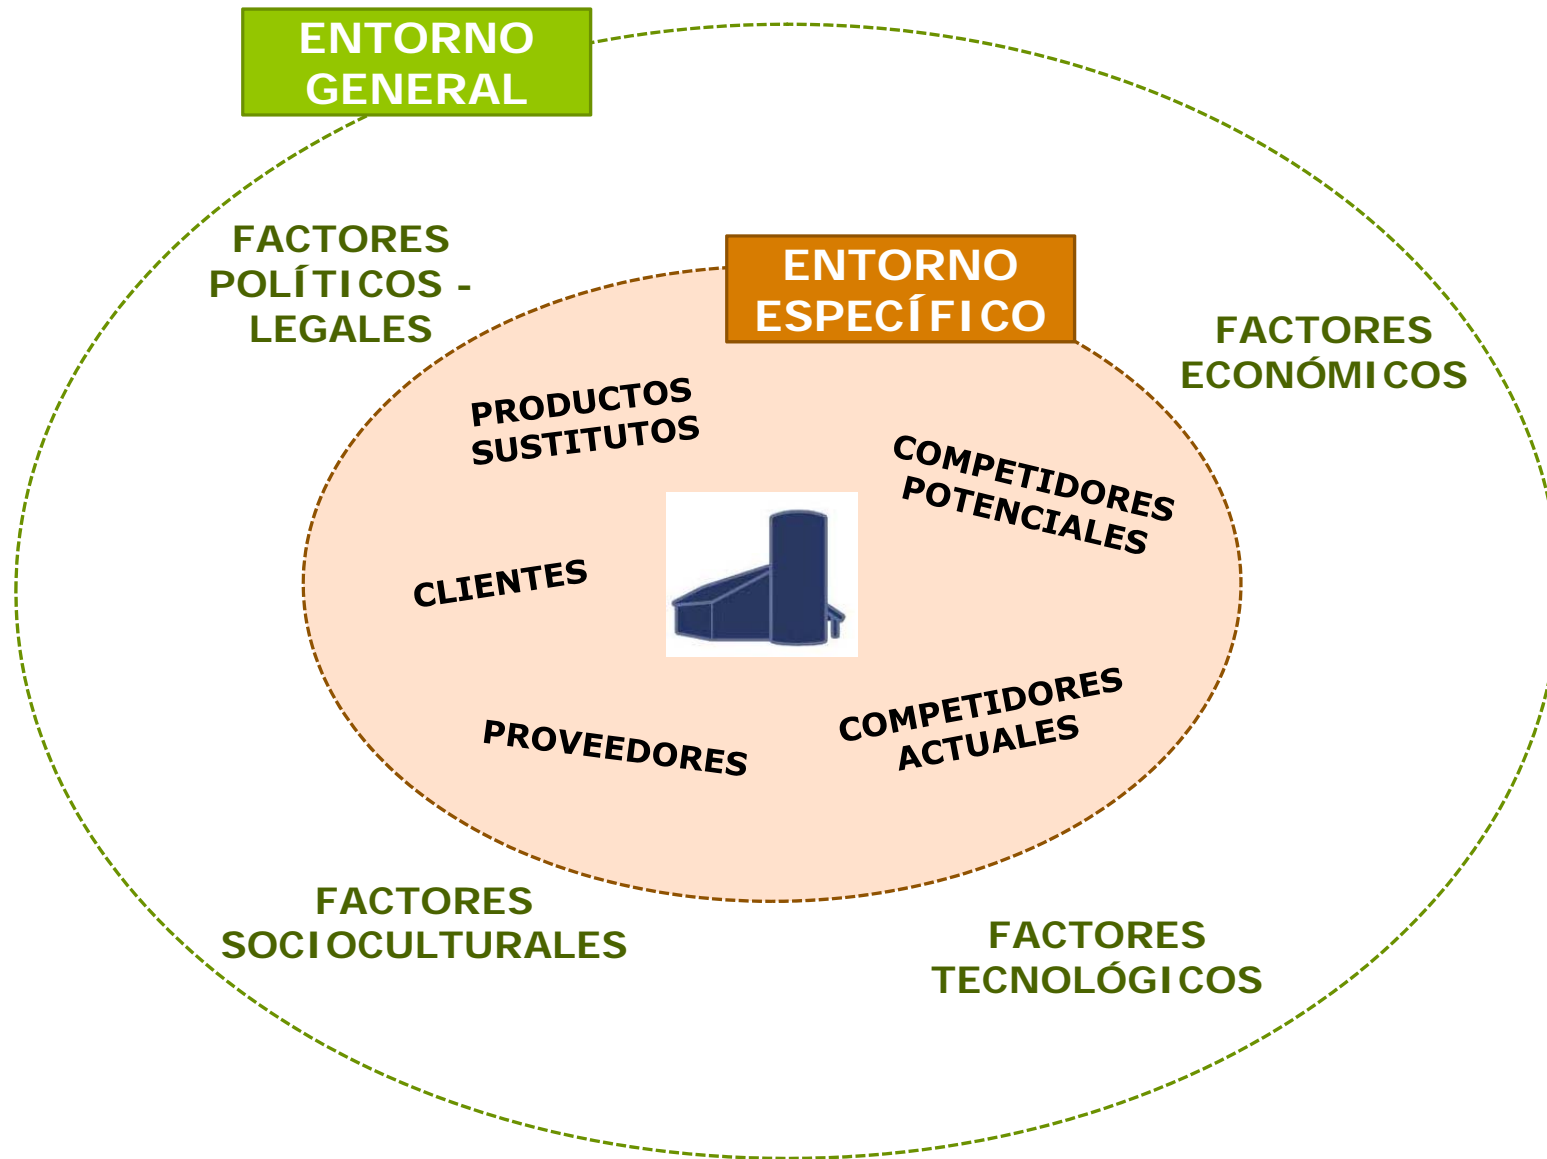 ENTORNO
GENERAL
FACTORES
POLÍTICOS -
LEGALES
ENTORNO
ESPECÍFICO
FACTORES
ECONÓMICOS
PRODUCTOS
SUSTITUTOS
COMPETIDORES
POTENCIALES
CLIENTES
PROVEEDORES
COMPETIDORES
ACTUALES
FACTORES
SOCIOCULTURALES
FACTORES
TECNOLÓGICOS